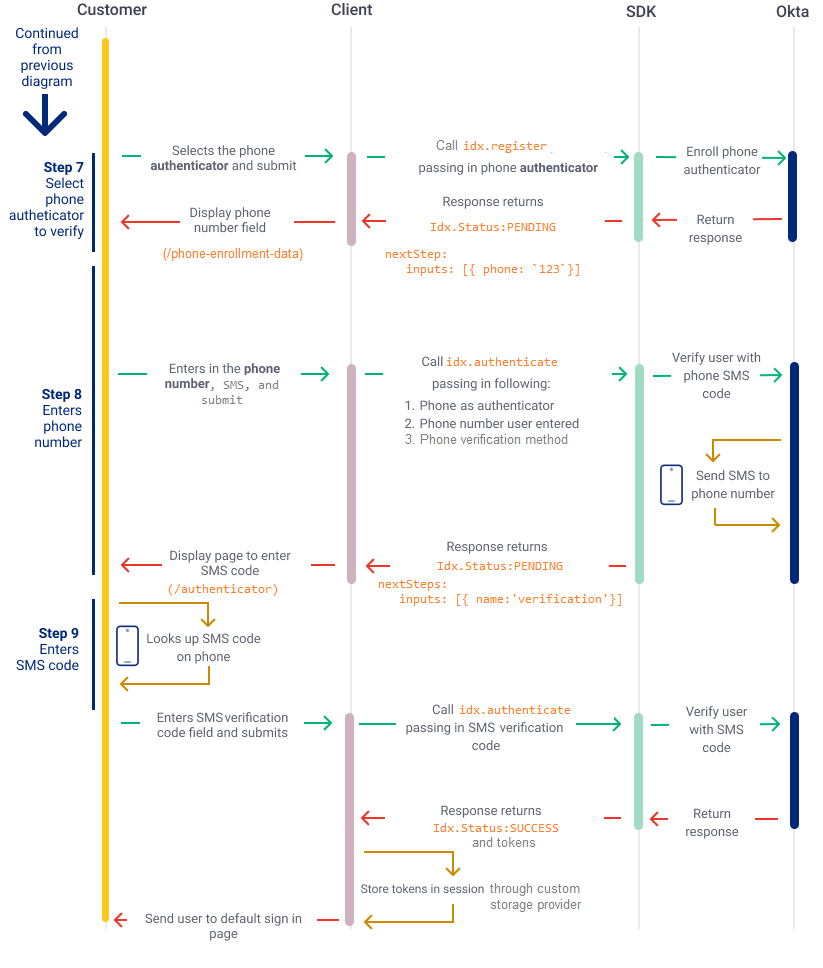 Customer
Client
SDK
Okta
Continued
from
previous
diagram
Step 7
Select
phone
autheticator
to verify
Selects the phone
authenticator and submit
Call idx.register
passing in phone authenticator
Enroll phone
authenticator
Display phone
number field
(/phone-enrollment-data)
Response returns
Idx.Status:PENDING
nextStep:
inputs: [{ phone: `123`}]
Return
response
Step 8
Enters
phone
number
Enters in the phone
number, SMS, and
submit
Call idx.authenticate
passing in following:
1. Phone as authenticator
2. Phone number user entered
3. Phone verification method
Verify user with
phone SMS
code
Send SMS to
phone number
Display page to enter
SMS code
(/authenticator)
Response returns
Idx.Status:PENDING
nextSteps:
inputs: [{ name:'verification'}]
Step 9
Enters
SMS code
Looks up SMS code
on phone
Enters SMS verification
code field and submits
Call idx.authenticate
passing in SMS verification
code
Verify user
with SMS
code
Response returns
Idx.Status:SUCCESS
and tokens
Return
response
Store tokens in session through custom
storage provider
Send user to default sign in
page